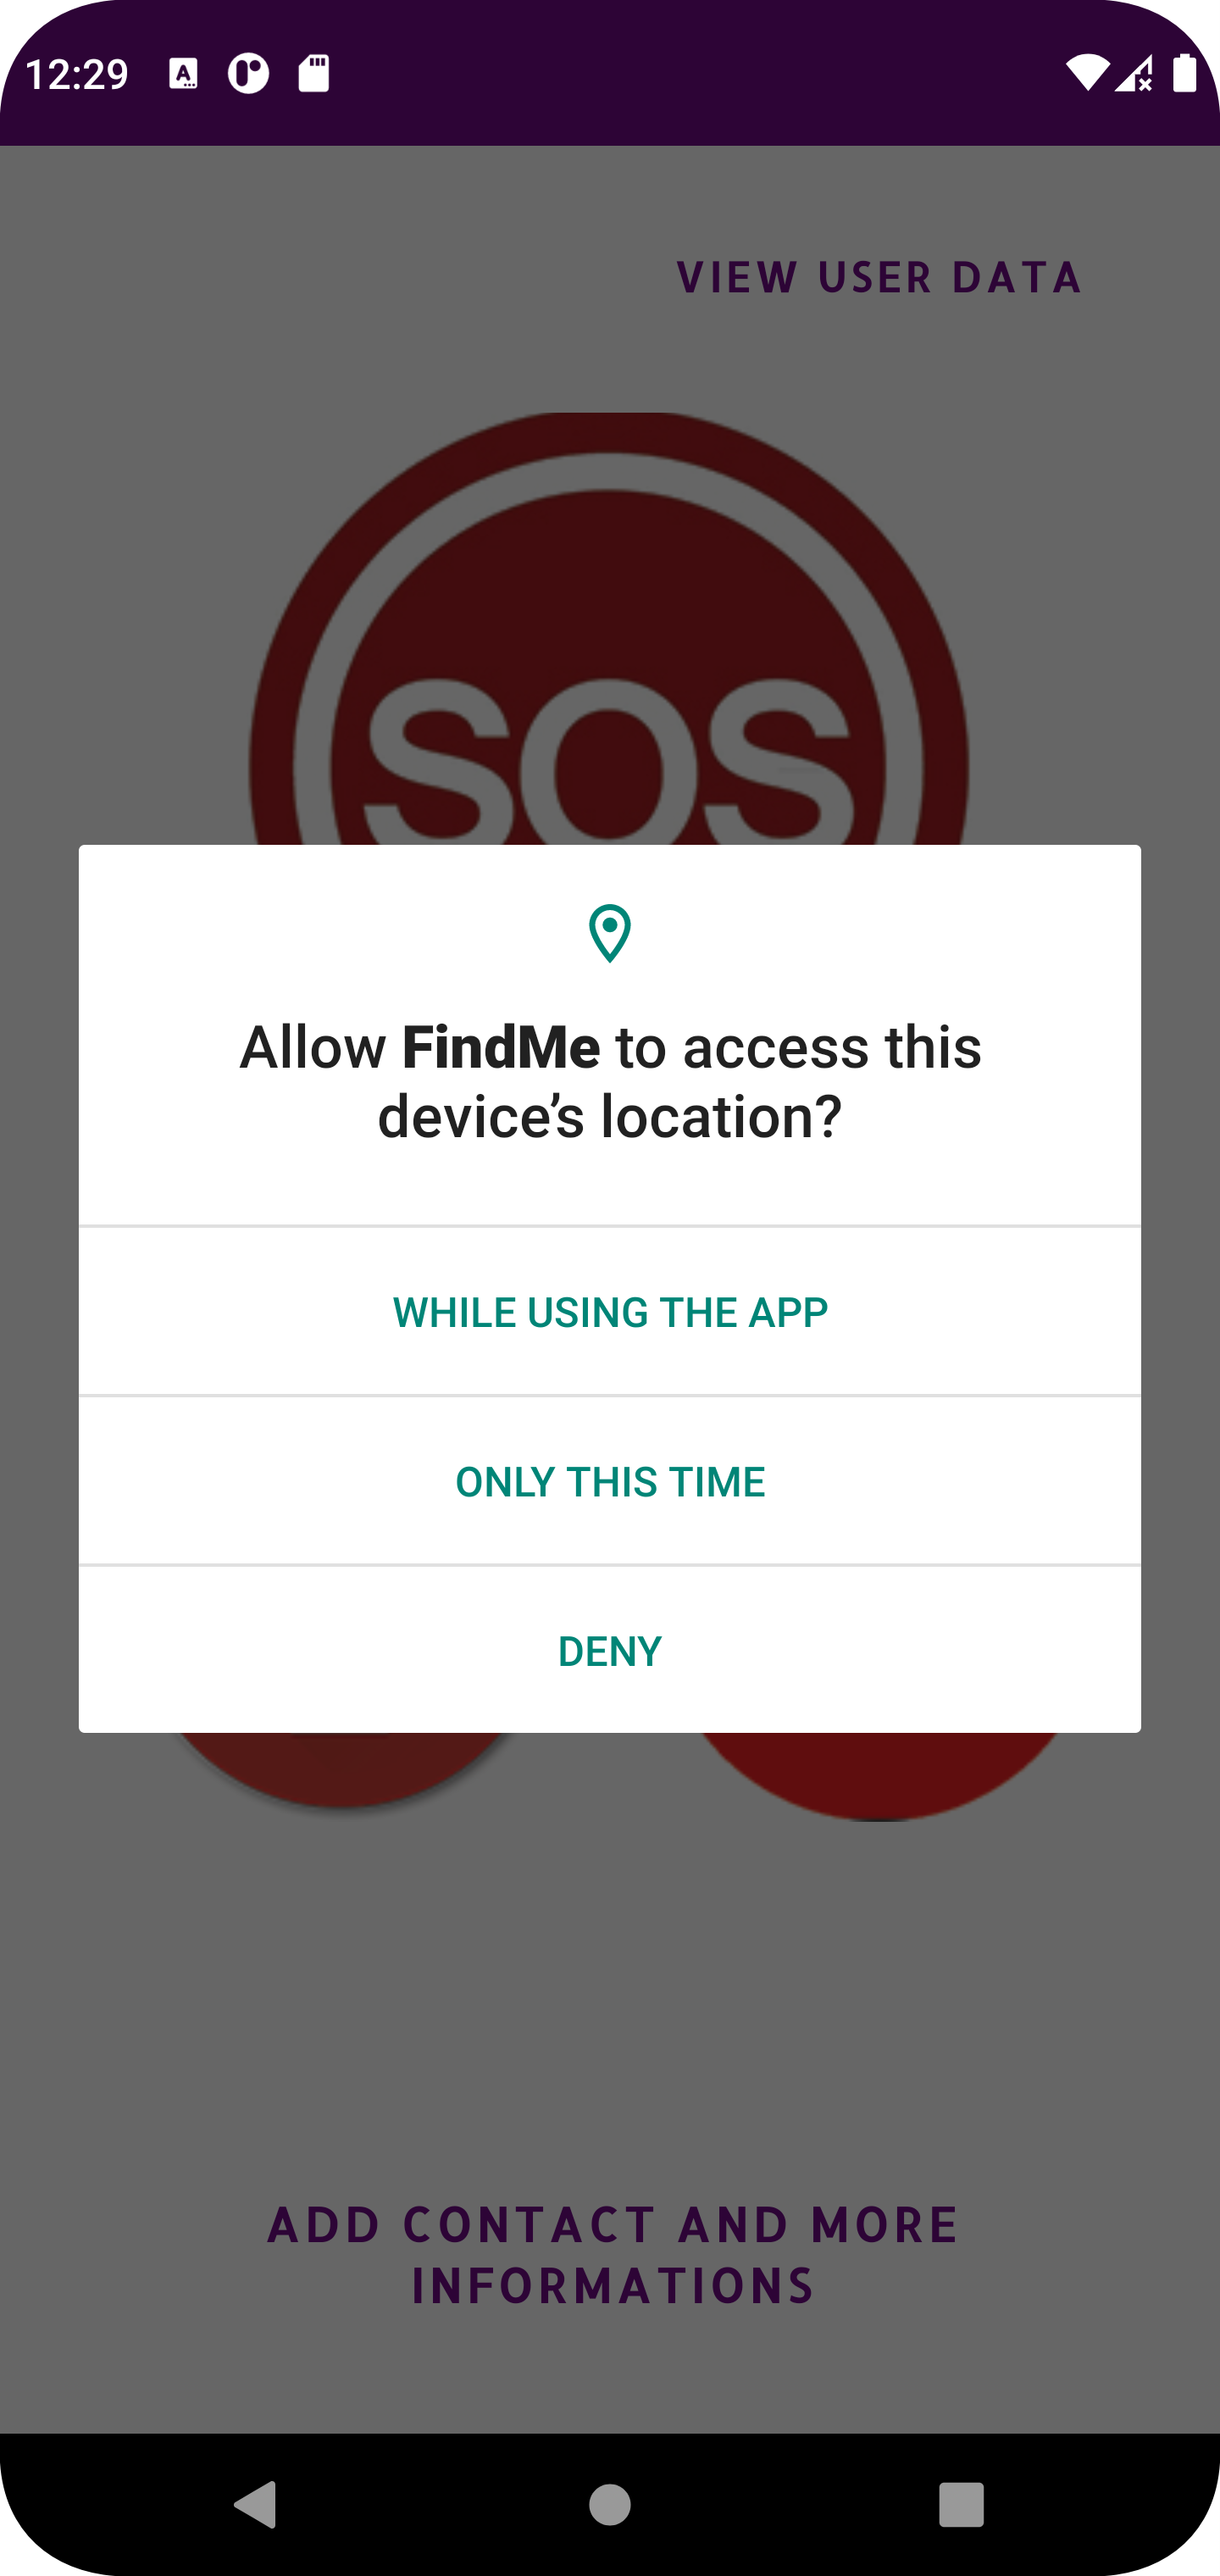 12:29
VIEW USER DATA
SOS
Allow FindMe to access this
device’s location?
WHILE USING THE APP
ONLY THIS TIME
DENY
ADD CONTACT AND MORE
INFORMATIONS